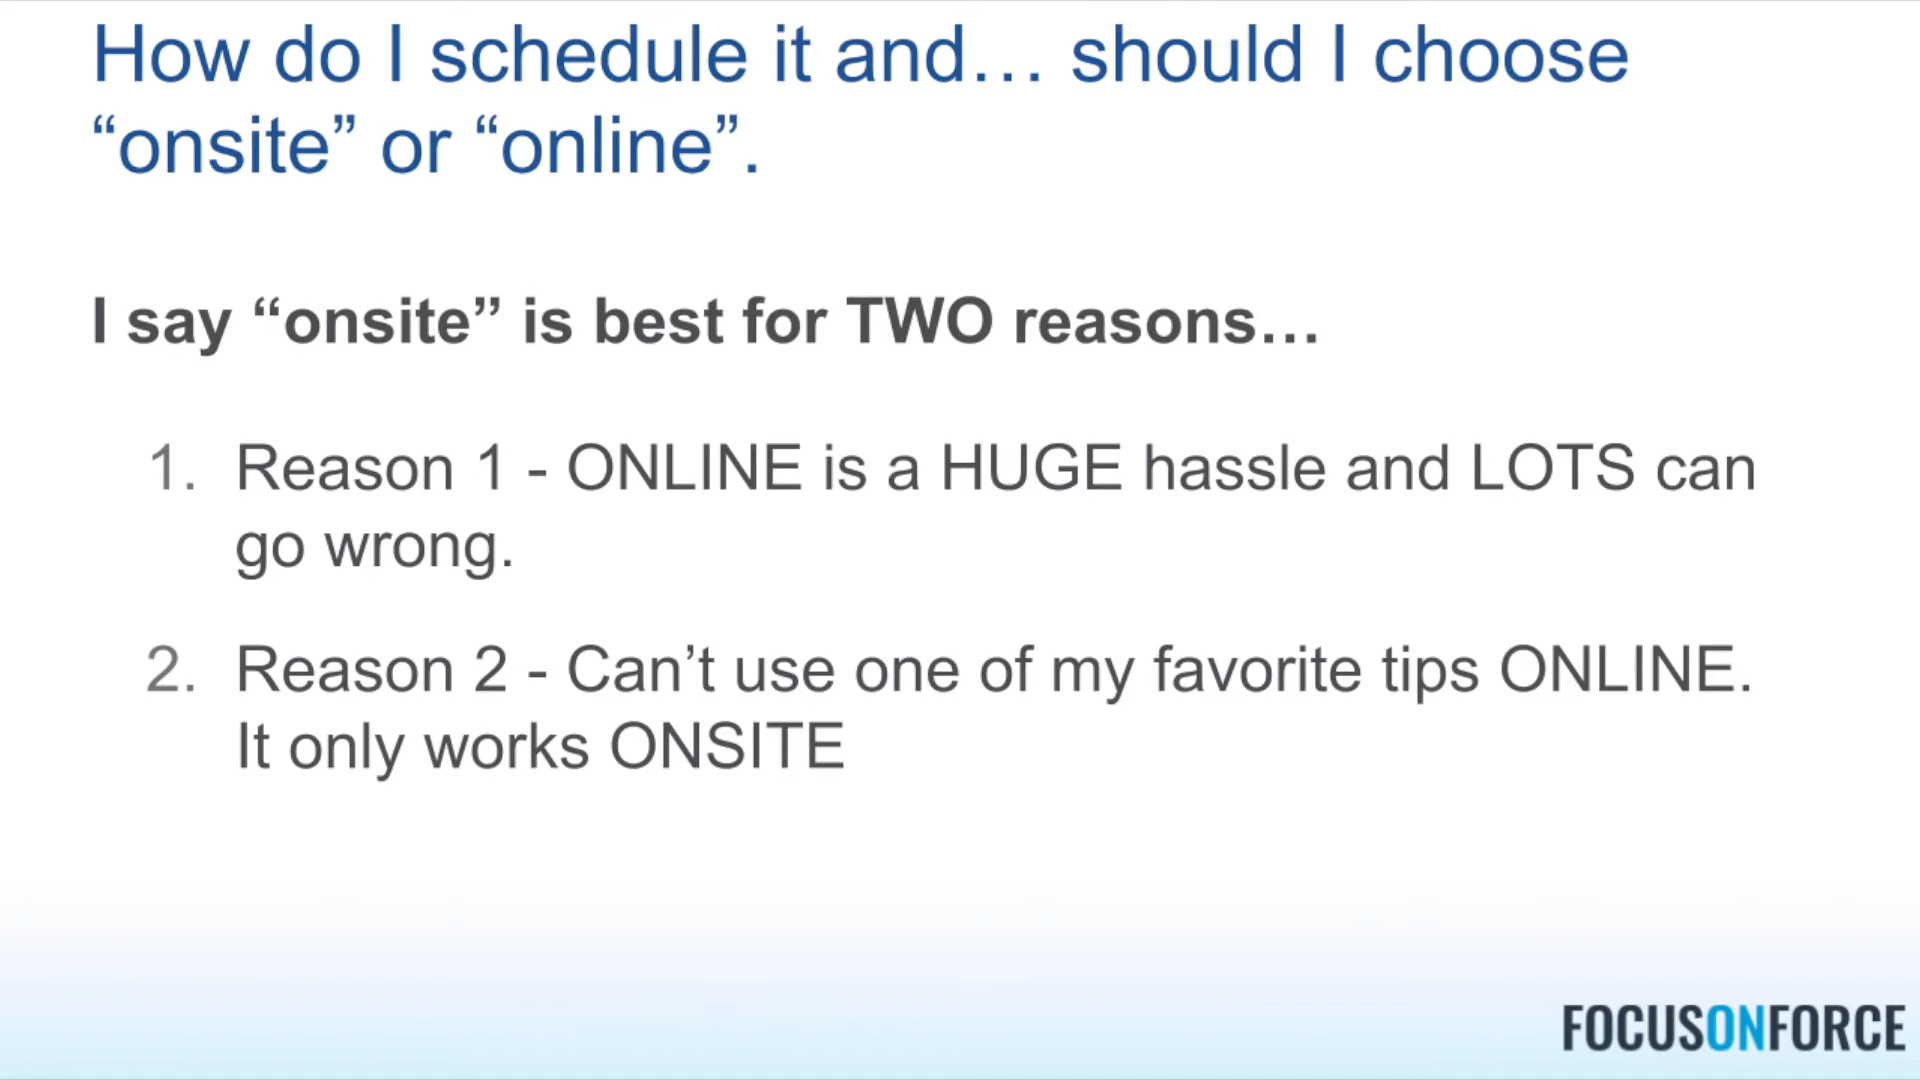 How do I schedule it and… should I choose
“onsite” or “online”.
I say “onsite” is best for TWO reasons…
1. Reason 1 - ONLINE is a HUGE hassle and LOTS can
go wrong.
2. Reason 2 - Can’t use one of my favorite tips ONLINE.
It only works ONSITE
FOCUSONFORCE